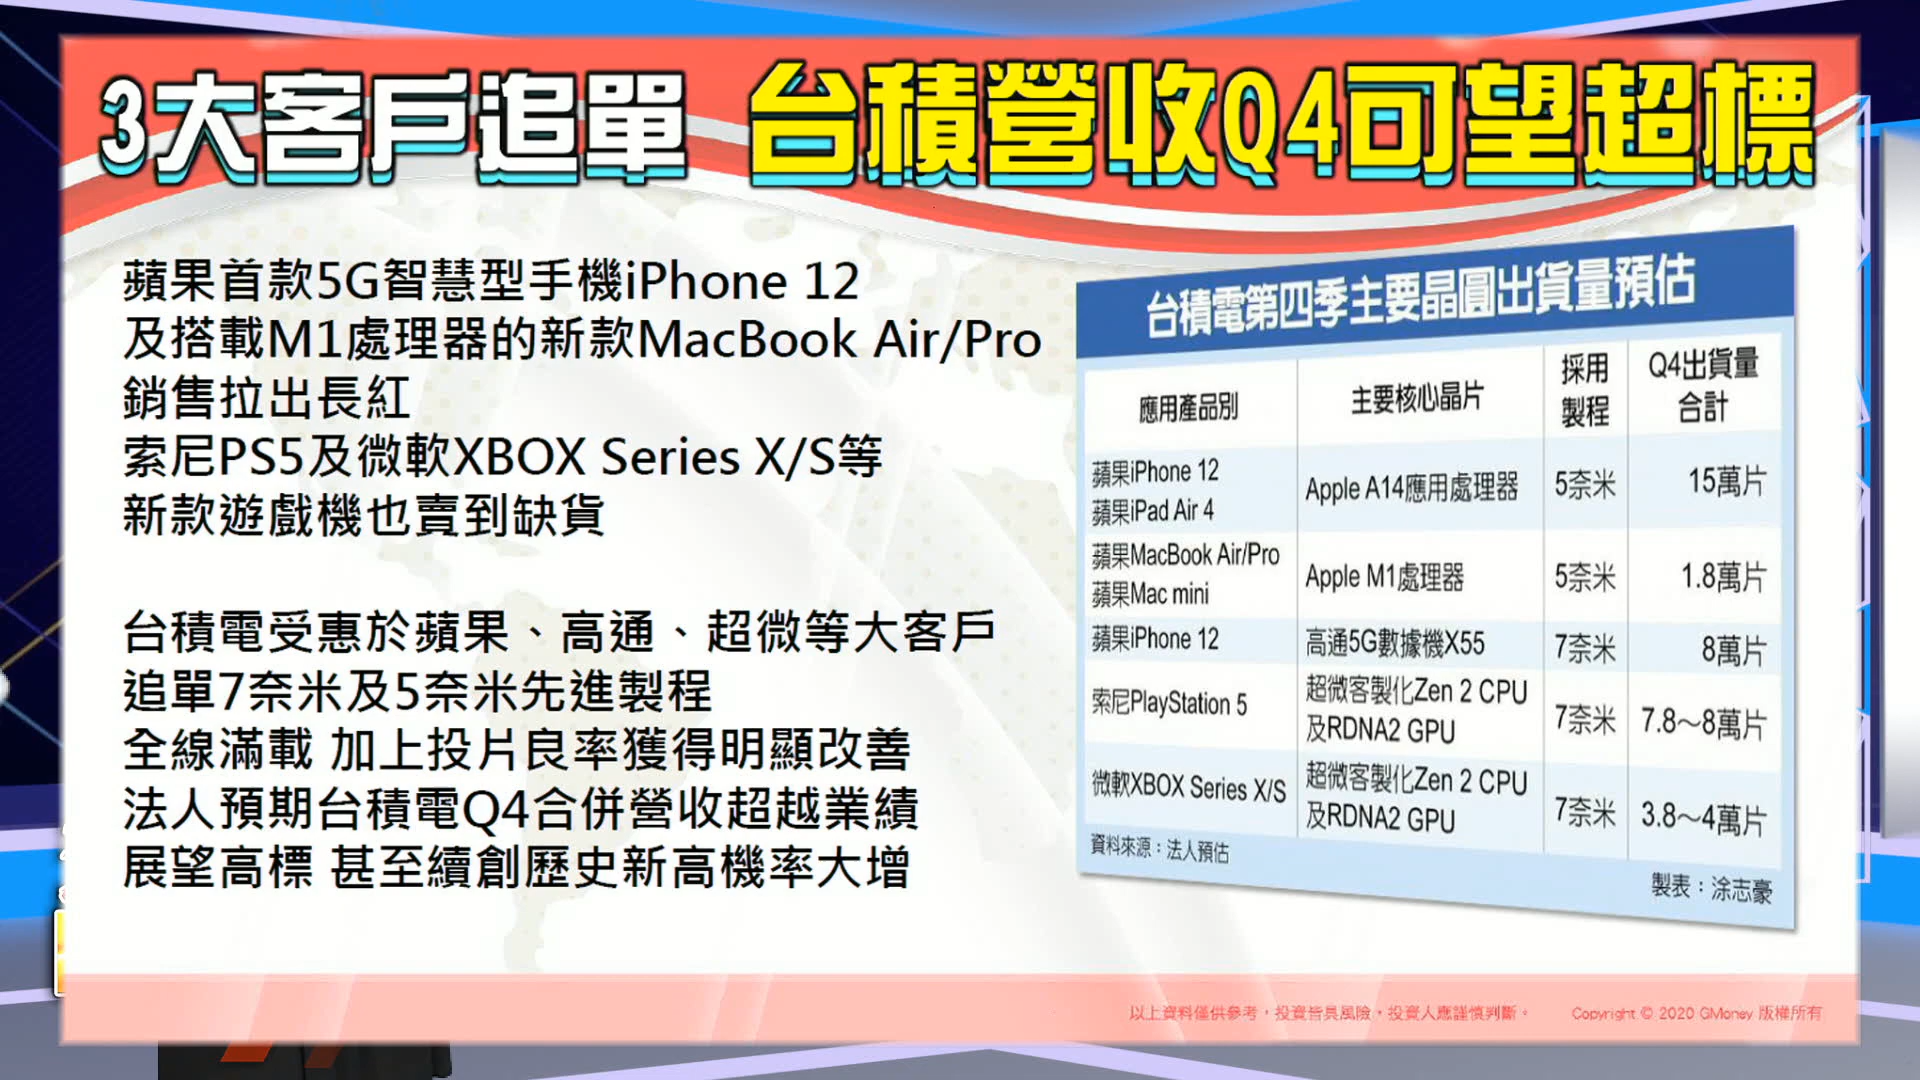 3大客戶追單 台積營收Q4可望超標
蘋果首款5G智慧型手機iPhone 12
及搭載M1處理器的新款MacBook Air/Pro
銷售拉出長紅
索尼PS5及微軟XBOX Series X/S等
新款遊戲機也賣到缺貨
台積電受惠於蘋果、高通、超微等大客戶
追單7奈米及5奈米先進製程
全線滿載 加上投片良率獲得明顯改善
法人預期台積電Q4合併營收超越業績
展望高標 甚至續創歷史新高機率大增
台積電第四季主要晶圓出貨量預估
應用產品別 主要核心晶片 採用製程 Q4出貨量合計
蘋果iPhone 12
蘋果iPad Air 4 Apple A14應用處理器 5奈米 15萬片
蘋果MacBook Air/Pro
蘋果Mac mini Apple M1處理器 5奈米 1.8萬片
蘋果iPhone 12 高通5G數據機X55 7奈米 8萬片
索尼PlayStation 5 超微客製化Zen 2 CPU
及RDNA2 GPU 7奈米 7.8～8萬片
微軟XBOX Series X/S 超微客製化Zen 2 CPU
及RDNA2 GPU 7奈米 3.8～4萬片
資料來源：法人預估
製表：涂志豪
以上資料僅供參考，投資皆具風險，投資人應謹慎判斷。 Copyright © 2020 GMoney 版權所有